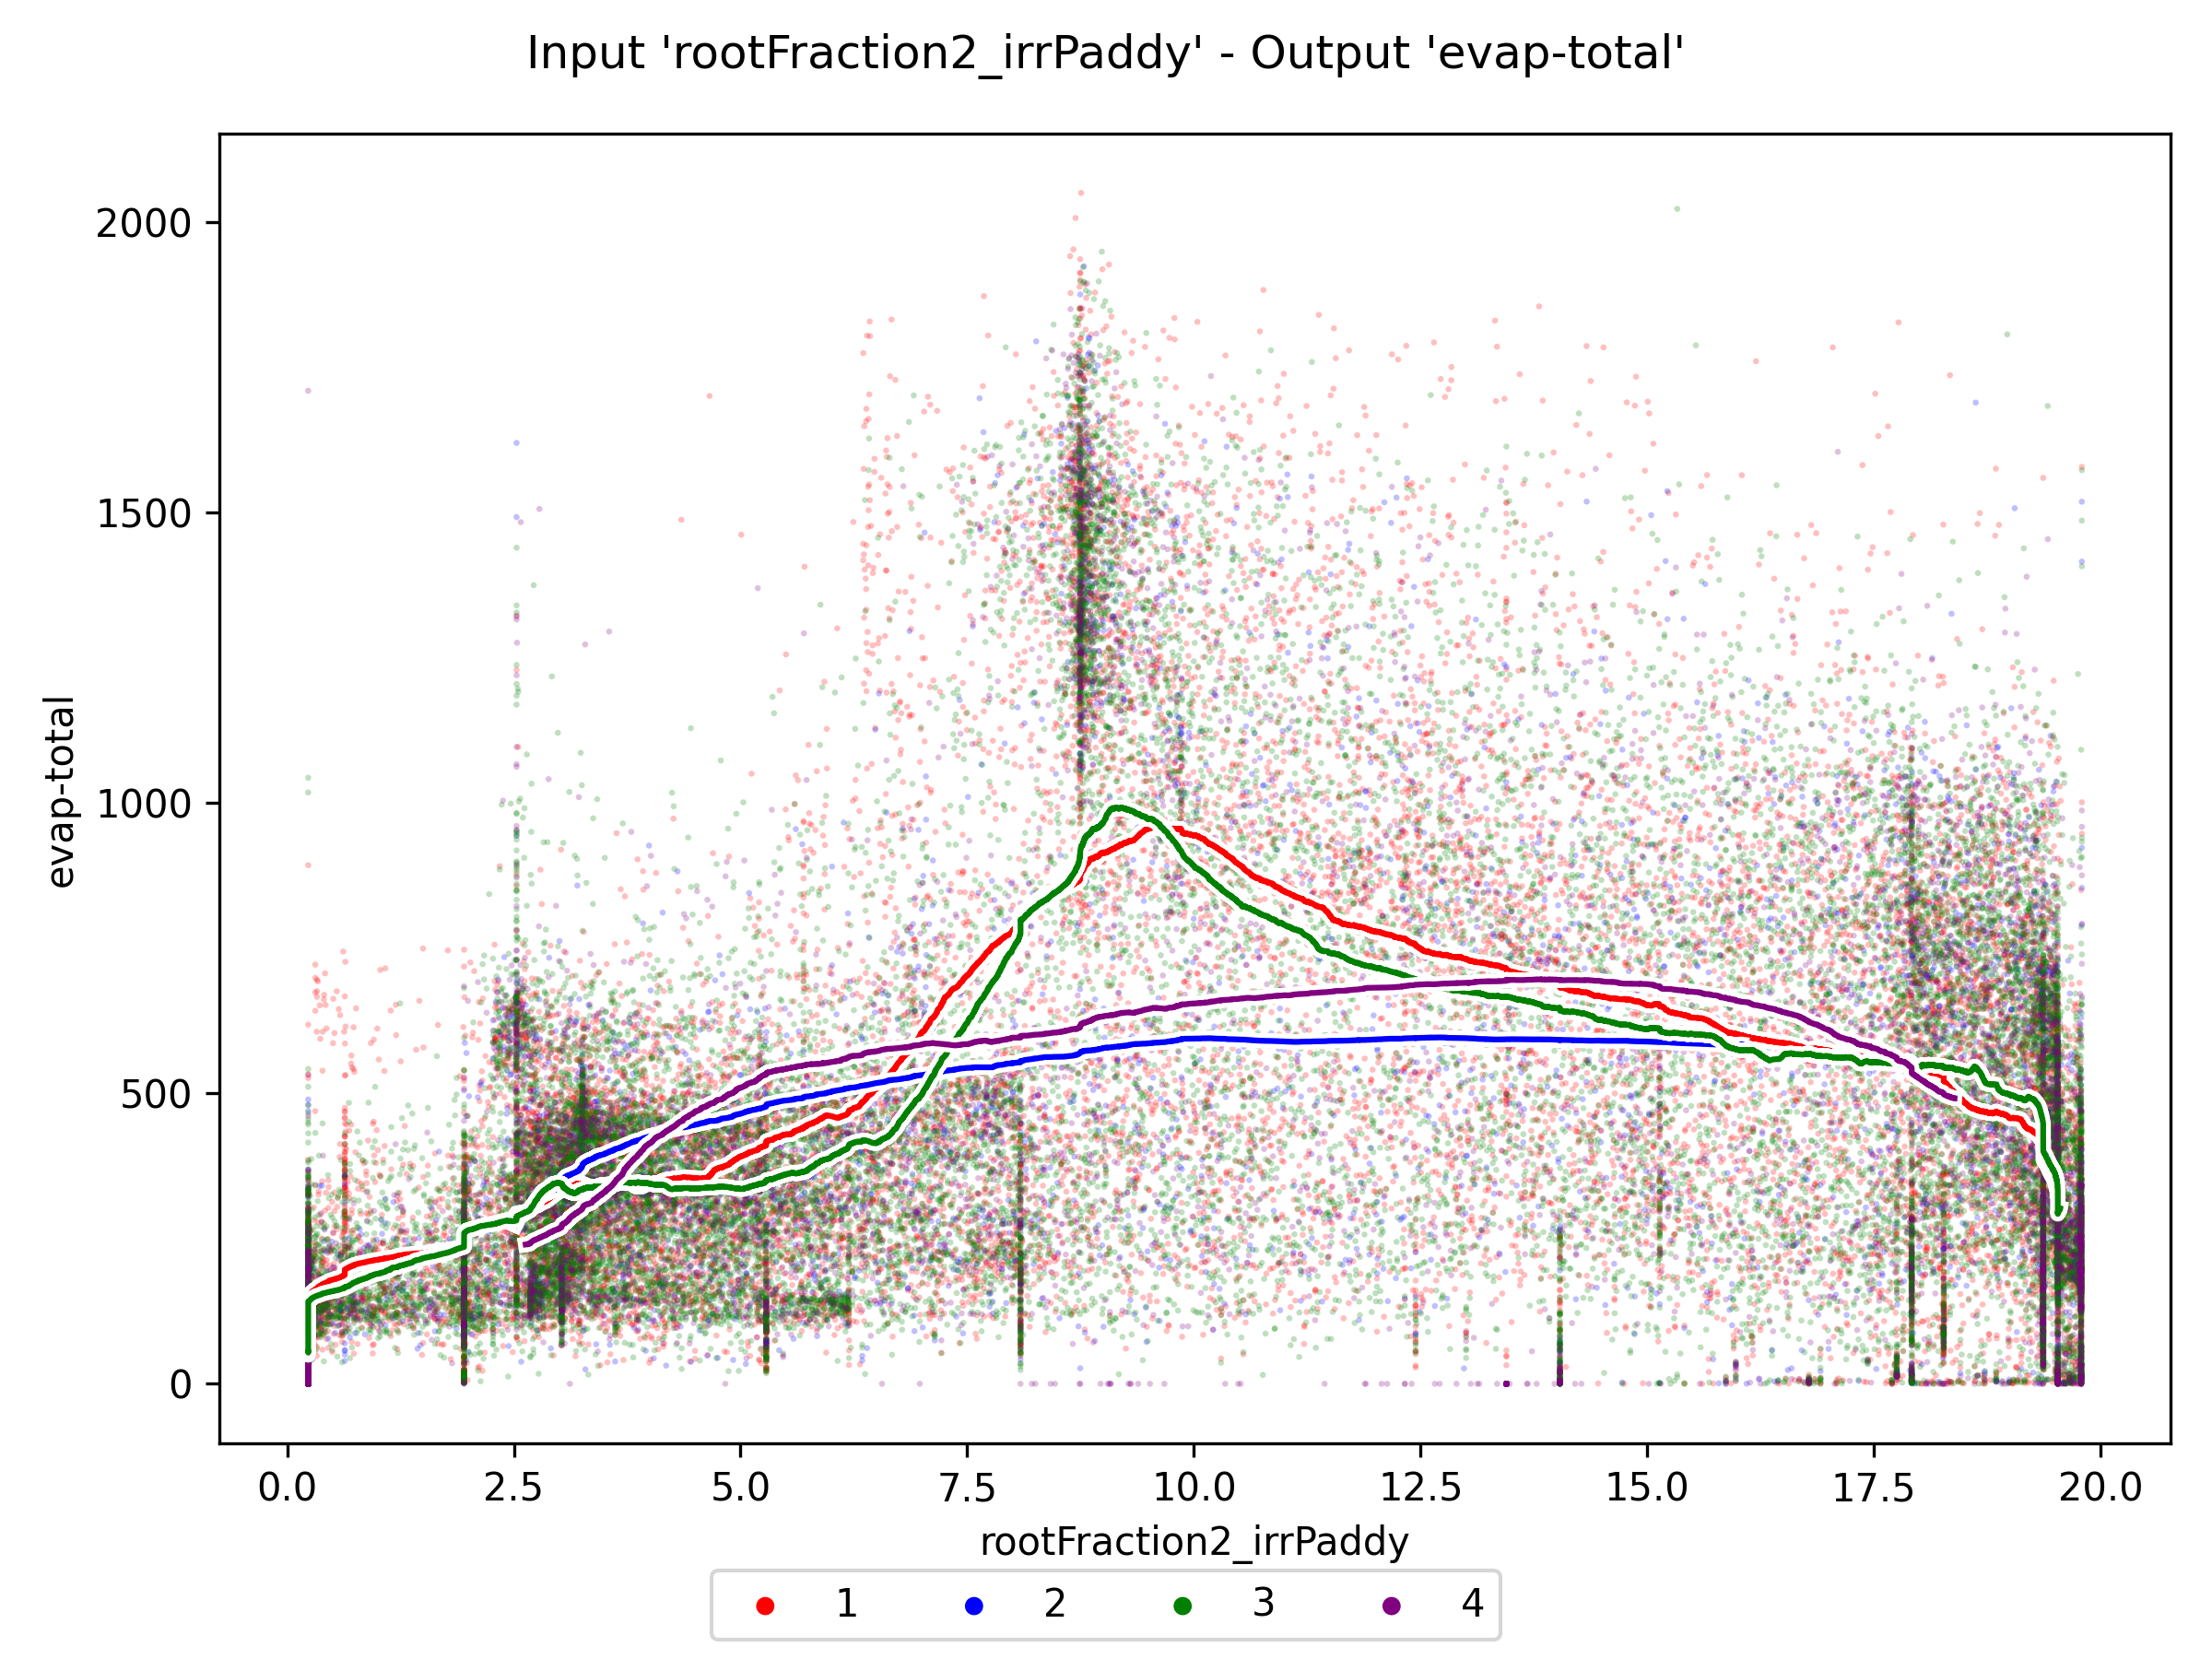 Input 'rootFraction2_irrPaddy' - Output 'evap-total'
2000
1500
1000
500
0
evap-total
0.0 2.5 5.0 7.5 10.0 12.5 15.0 17.5 20.0
rootFraction2_irrPaddy
1 2 3 4